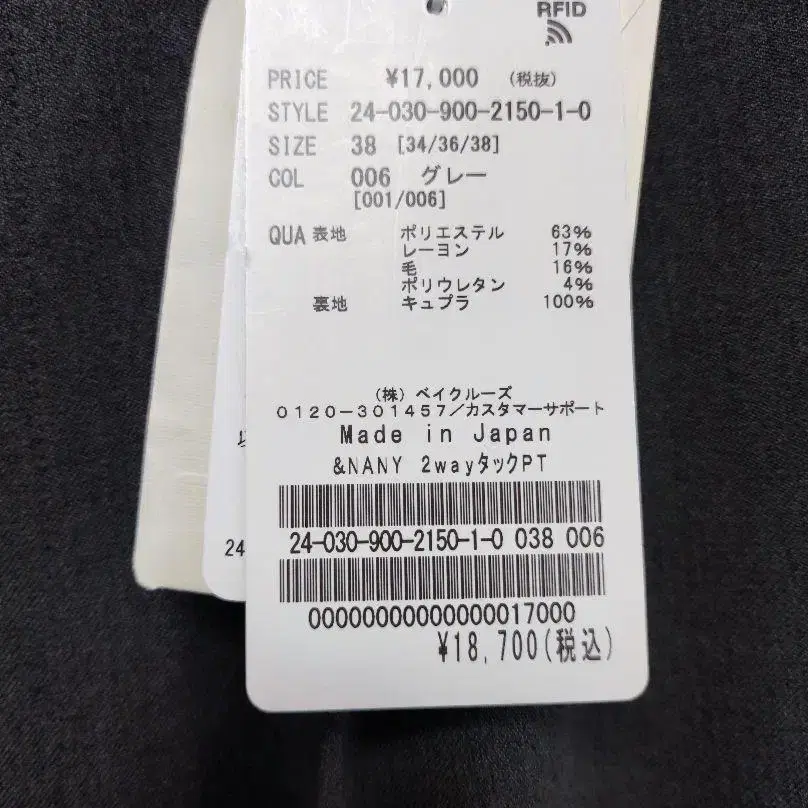 RFID
PRICE ¥17,000 (税抜)
STYLE 24-030-900-2150-1-0
SIZE 38 [34/36/38]
COL 006 グレー
[001/006]
QUA 表地 ポリエステル 63%
レーヨン 17%
毛 16%
ポリウレタン 4%
裏地 キュプラ 100%
(株) ベイクルーズ
0120-301457/カスタマーサポート
Made in Japan
&NANY 2wayタックPT
24-030-900-2150-1-0 038 006
24
00000000000000017000
¥18,700(税込)